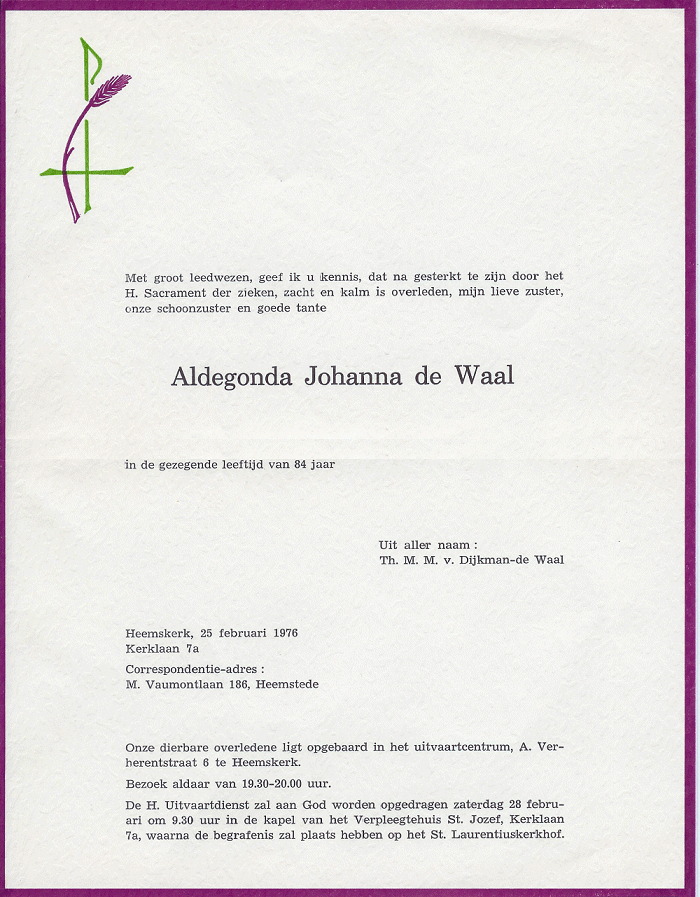 Met groot leedwezen, geef ik u kennis, dat na gesterkt te zijn door het
H. Sacrament der zieken, zacht en kalm is overleden, mijn lieve zuster,
onze schoonzuster en goede tante
Aldegonda Johanna de Waal
in de gezegende leeftijd van 84 jaar
Uit aller naam :
Th. M. M. v. Dijkman-de Waal
Heemskerk, 25 februari 1976
Kerklaan 7a
Correspondentie-adres :
M. Vaumontlaan 186, Heemstede
Onze dierbare overledene ligt opgebaard in het uitvaartcentrum, A. Ver-
herentstraat 6 te Heemskerk.
Bezoek aldaar van 19.30-20.00 uur.
De H. Uitvaartdienst zal aan God worden opgedragen zaterdag 28 febru-
ari om 9.30 uur in de kapel van het Verpleegtehuis St. Jozef, Kerklaan
7a, waarna de begrafenis zal plaats hebben op het St. Laurentiuskerkhof.